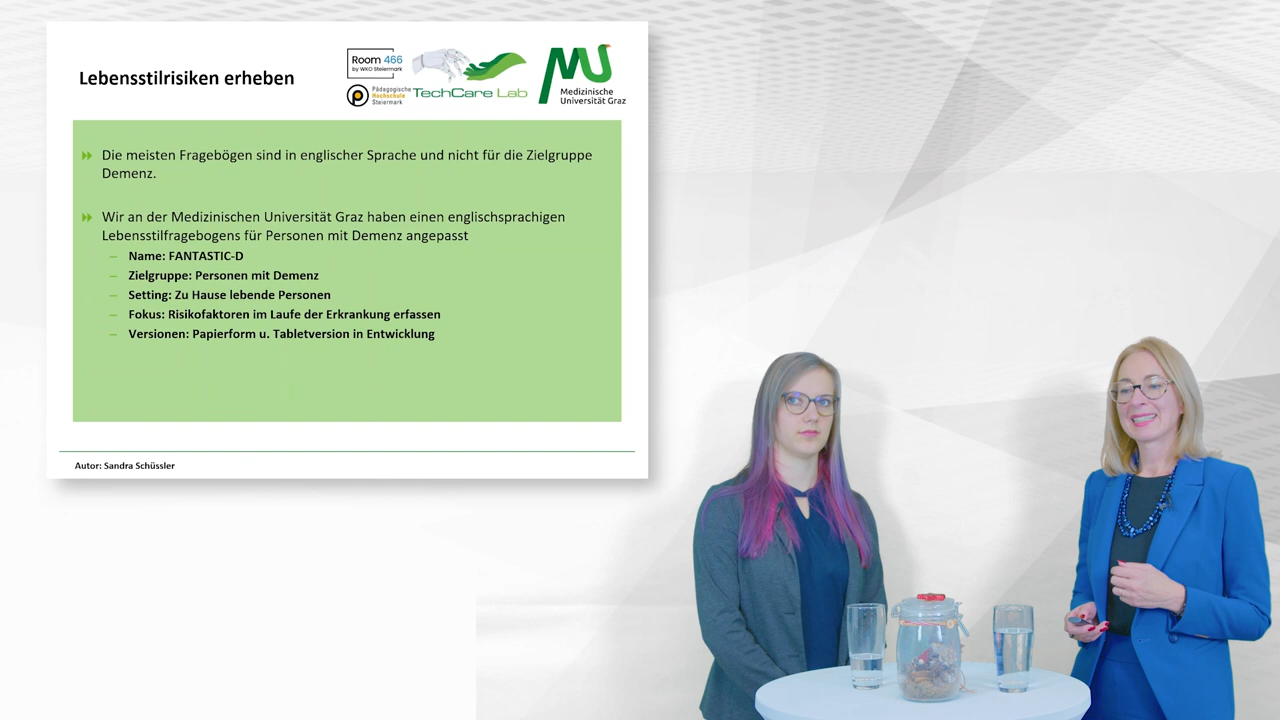 Lebensstilrisiken erheben
Room 466
by WKO Steiermark
Pädagogische
Hochschule
Steiermark
TechCare Lab
Medizinische
Universität Graz
Die meisten Fragebögen sind in englischer Sprache und nicht für die Zielgruppe
Demenz.
Wir an der Medizinischen Universität Graz haben einen englischsprachigen
Lebensstilfragebogens für Personen mit Demenz angepasst
– Name: FANTASTIC-D
– Zielgruppe: Personen mit Demenz
– Setting: Zu Hause lebende Personen
– Fokus: Risikofaktoren im Laufe der Erkrankung erfassen
– Versionen: Papierform u. Tabletversion in Entwicklung
Autor: Sandra Schüssler